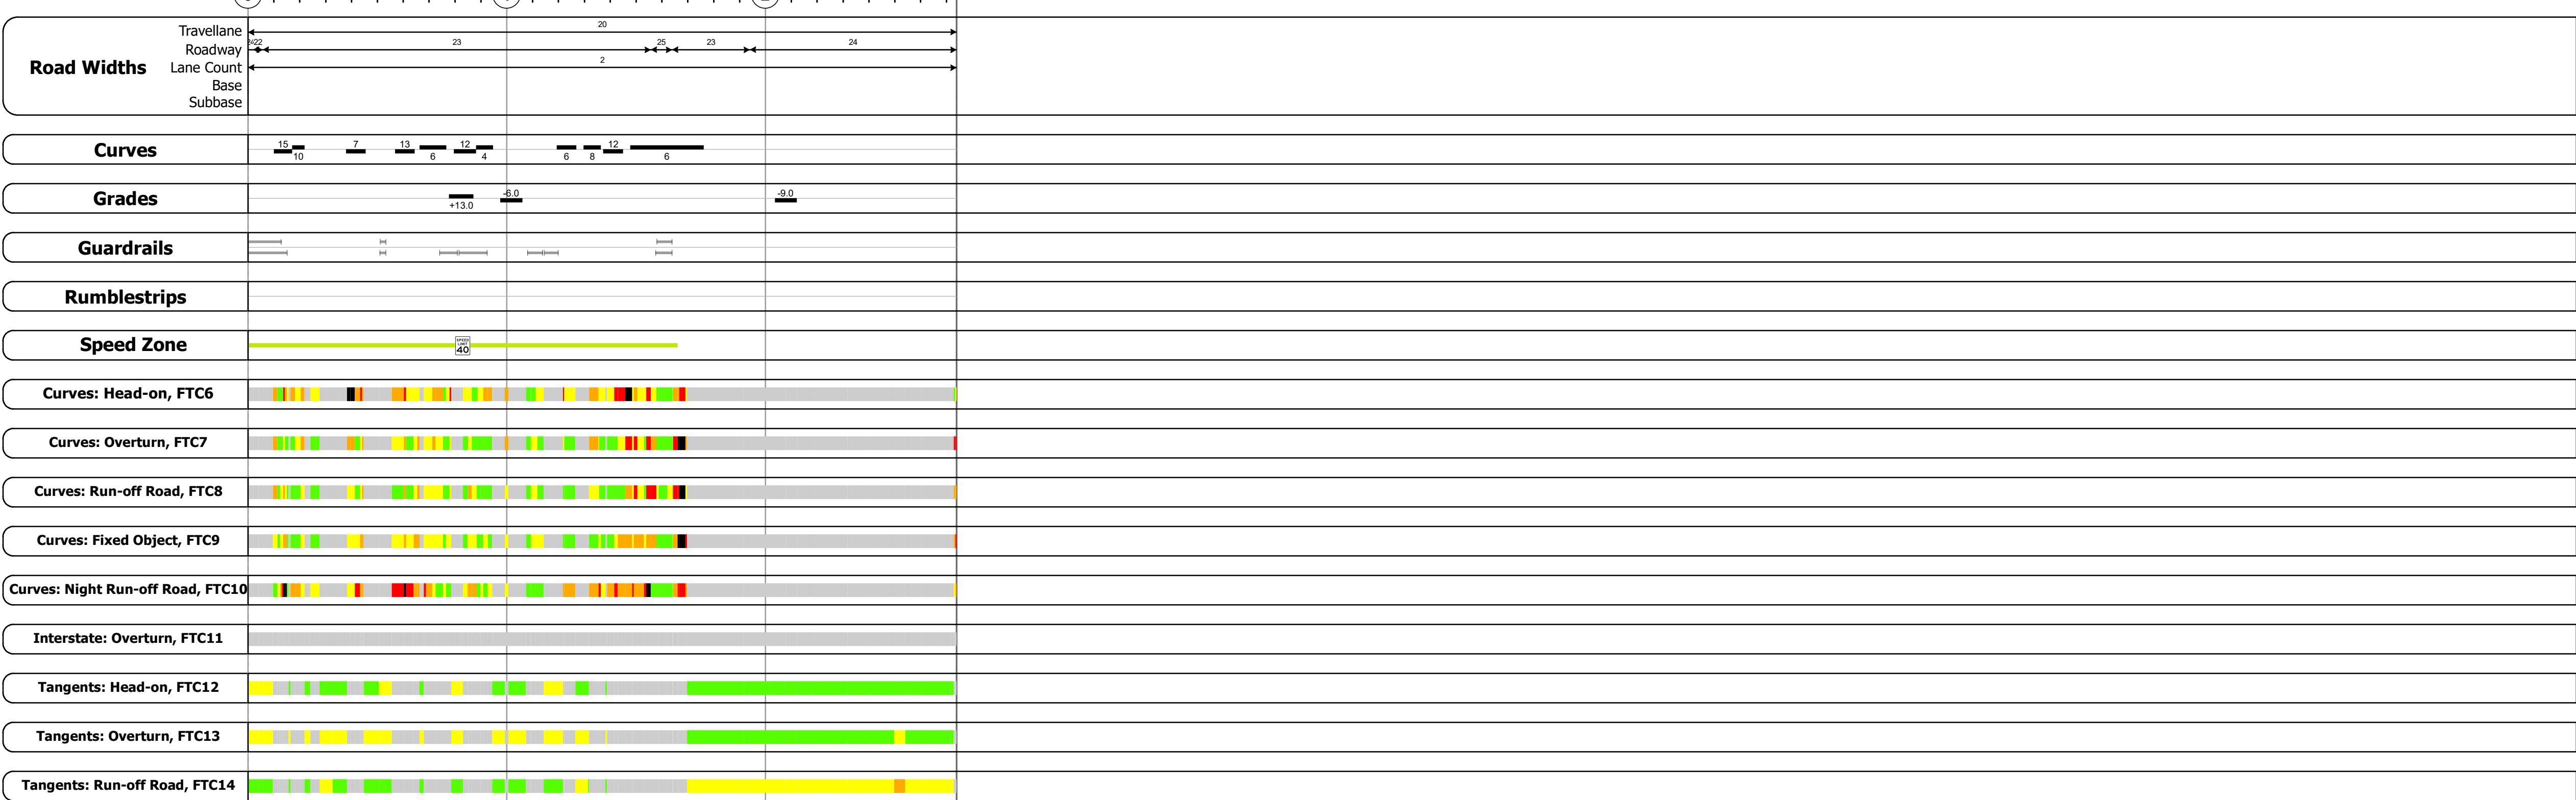 20
Travellane
24 22 23 25 23 24
Roadway
2
Road Widths
Lane Count
Base
Subbase
Curves
15 7 13 12 12
10 6 4 6 8 6
Grades
-6.0 -9.0
+13.0
Guardrails
Rumblestrips
Speed Zone
SPEED
LIMIT
40
Curves: Head-on, FTC6
Curves: Overturn, FTC7
Curves: Run-off Road, FTC8
Curves: Fixed Object, FTC9
Curves: Night Run-off Road, FTC10
Interstate: Overturn, FTC11
Tangents: Head-on, FTC12
Tangents: Overturn, FTC13
Tangents: Run-off Road, FTC14